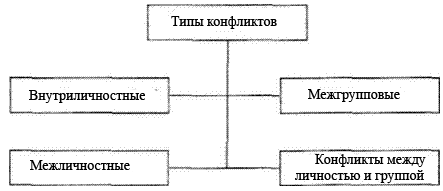 Типы конфликтов
Внутриличностные
Межгрупповые
Межличностные
Конфликты между
личностью и группой